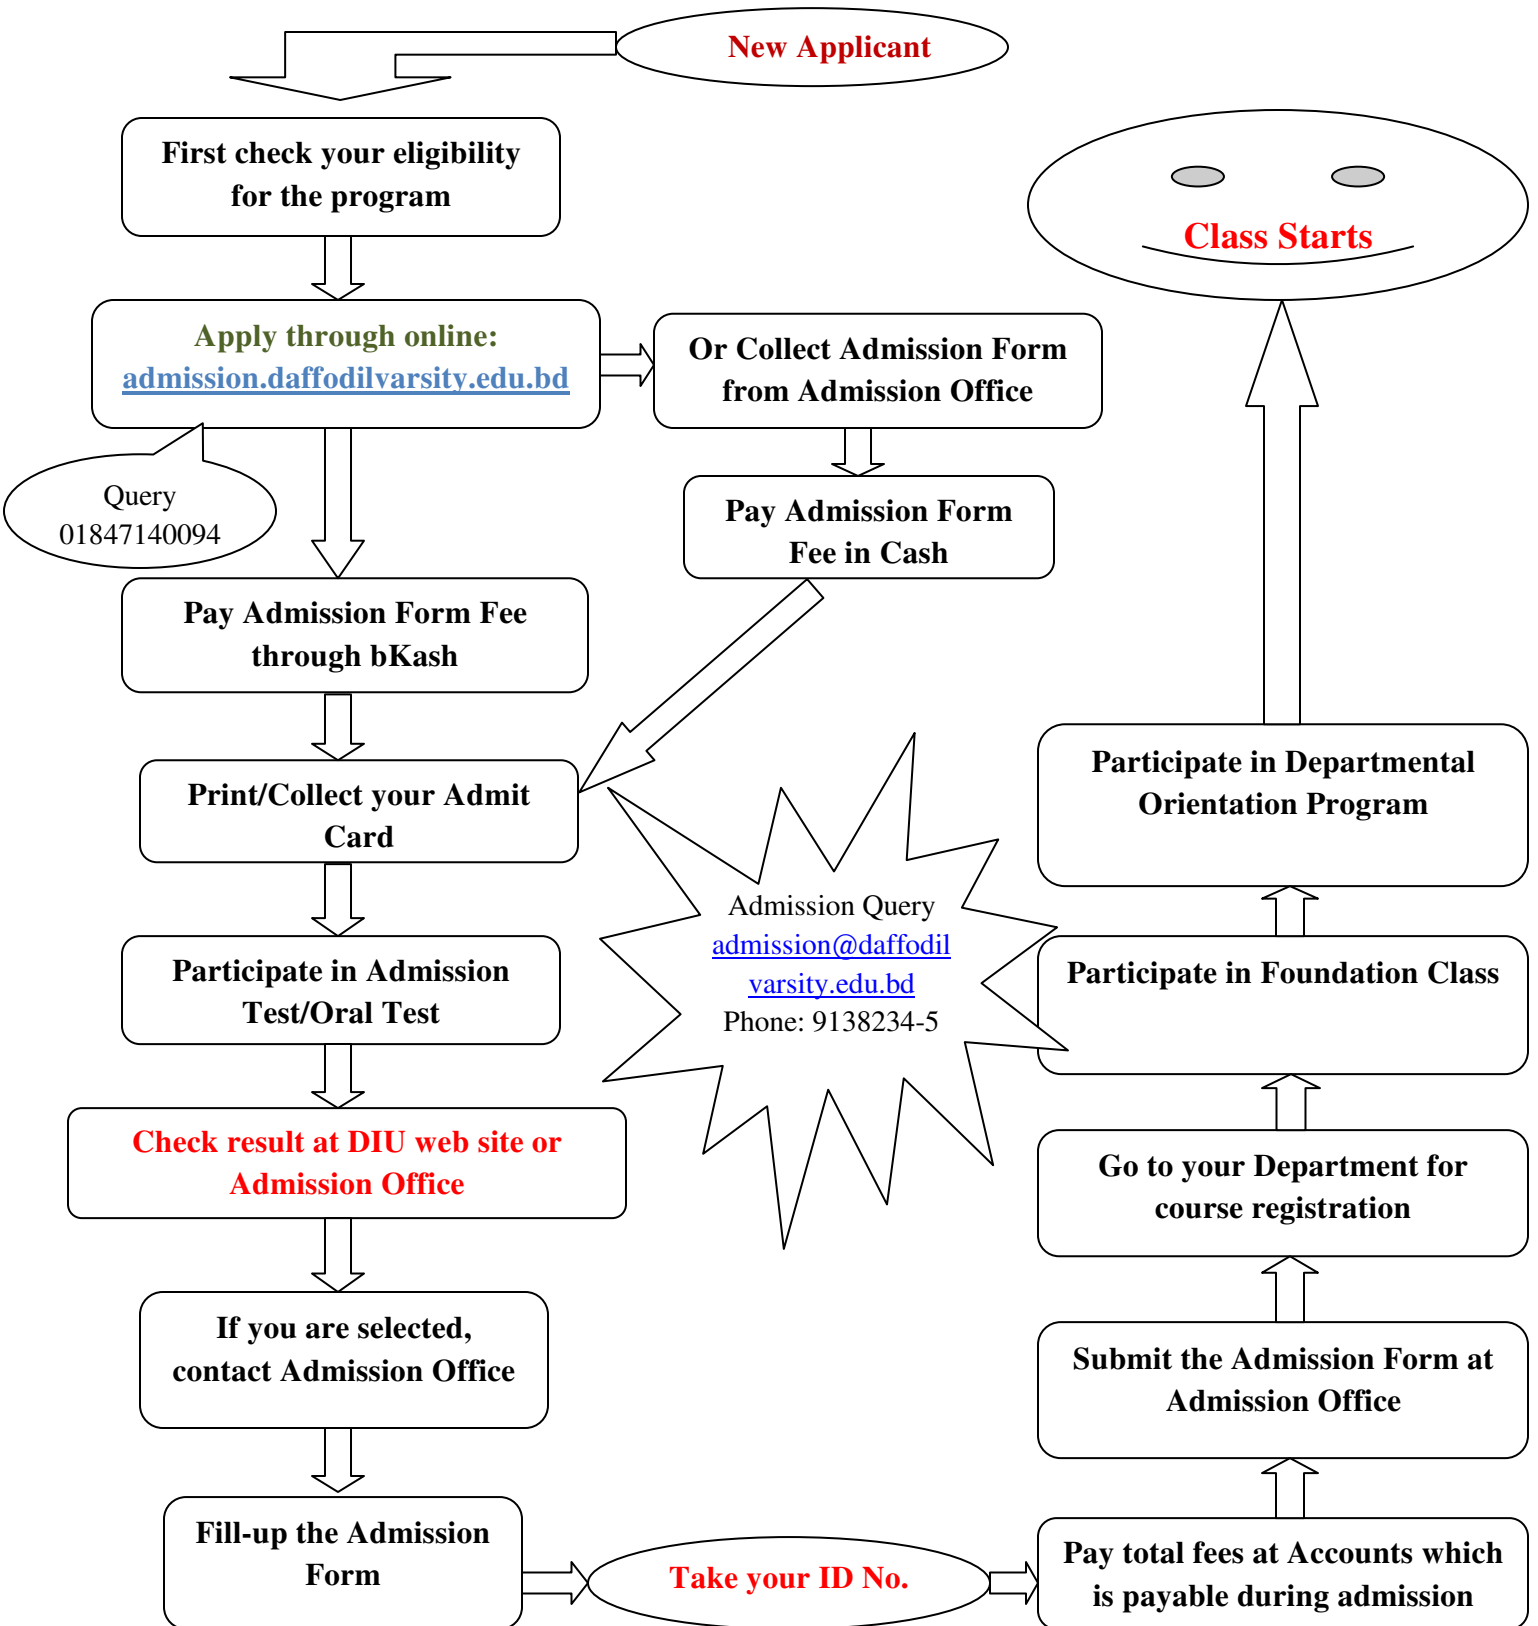 New Applicant
First check your eligibility
for the program
Apply through online:
admission.daffodilvarsity.edu.bd
Or Collect Admission Form
from Admission Office
Query
01847140094
Pay Admission Form
Fee in Cash
Pay Admission Form Fee
through bKash
Print/Collect your Admit
Card
Participate in Admission
Test/Oral Test
Check result at DIU web site or
Admission Office
If you are selected,
contact Admission Office
Fill-up the Admission
Form
Take your ID No.
Pay total fees at Accounts which
is payable during admission
Submit the Admission Form at
Admission Office
Go to your Department for
course registration
Participate in Foundation Class
Participate in Departmental
Orientation Program
Class Starts
Admission Query
admission@daffodil
varsity.edu.bd
Phone: 9138234-5